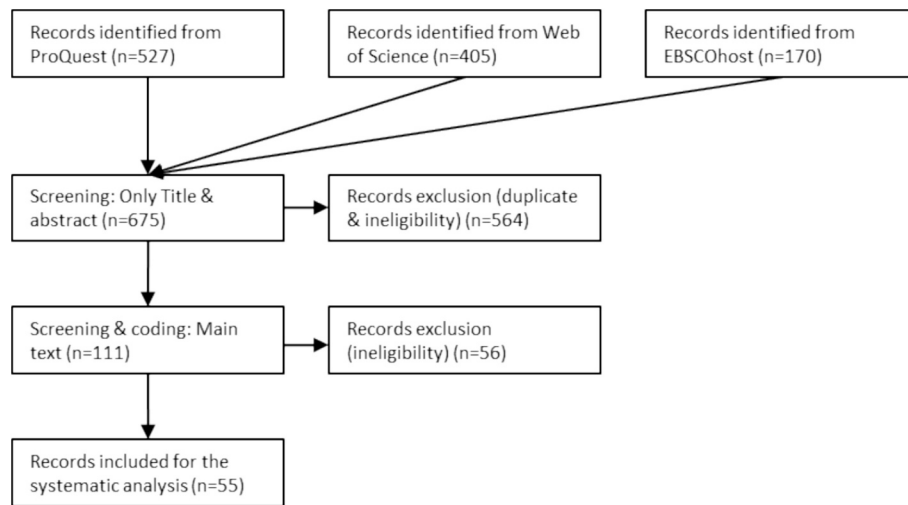 Records identified from
ProQuest (n=527)
Records identified from Web
of Science (n=405)
Records identified from
EBSCOhost (n=170)
Screening: Only Title &
abstract (n=675)
Records exclusion (duplicate
& ineligibility) (n=564)
Screening & coding: Main
text (n=111)
Records exclusion
(ineligibility) (n=56)
Records included for the
systematic analysis (n=55)